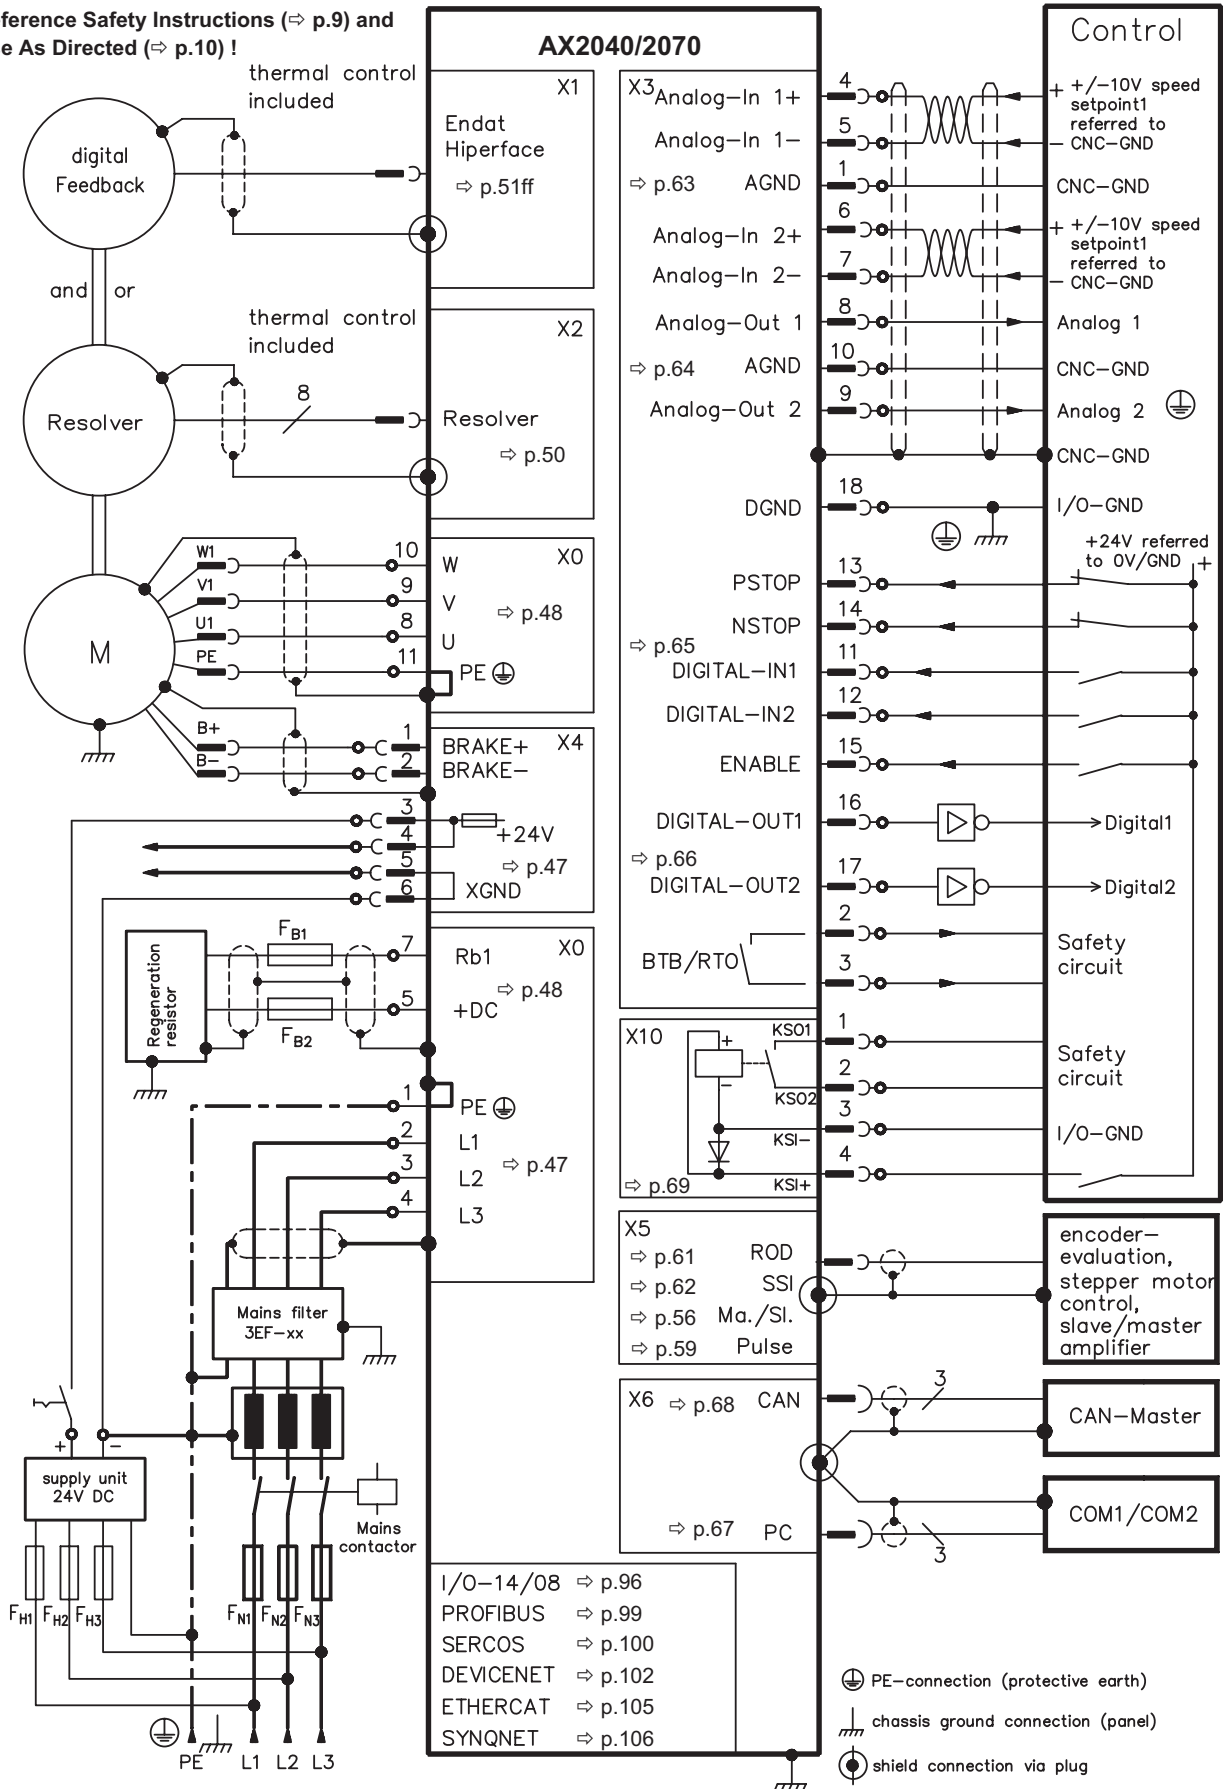 ference Safety Instructions (⇨ p.9) and
e As Directed (⇨ p.10) !
AX2040/2070
Control
thermal control
included
digital
Feedback
X1
Endat
Hiperface
⇨ p.51ff
and or
thermal control
included
Resolver
8
X2
Resolver
⇨ p.50
M
W1
V1
U1
PE
10
9
8
11
X0
W
V
⇨ p.48
U
PE
B+
B-
1
2
X4
BRAKE+
BRAKE-
3
4
5
6
+24V
⇨ p.47
XGND
Regeneration
resistor
FB1
FB2
7
5
X0
Rb1
⇨ p.48
+DC
1
2
3
4
PE
L1
⇨ p.47
L2
L3
Mains filter
3EF-xx
+ -
supply unit
24V DC
Mains
contactor
FH1 FH2 FH3
FN1 FN2 FN3
PE L1 L2 L3
I/O-14/08 ⇨ p.96
PROFIBUS ⇨ p.99
SERCOS ⇨ p.100
DEVICENET ⇨ p.102
ETHERCAT ⇨ p.105
SYNQNET ⇨ p.106
X3
Analog-In 1+ 4
Analog-In 1- 5
⇨ p.63 AGND 1
Analog-In 2+ 6
Analog-In 2- 7
Analog-Out 1 8
⇨ p.64 AGND 10
Analog-Out 2 9
DGND 18
PSTOP 13
NSTOP 14
⇨ p.65
DIGITAL-IN1 11
DIGITAL-IN2 12
ENABLE 15
DIGITAL-OUT1 16
⇨ p.66
DIGITAL-OUT2 17
BTB/RTO 2
3
+ +/-10V speed
setpoint1
referred to
- CNC-GND
CNC-GND
+ +/-10V speed
setpoint1
referred to
- CNC-GND
Analog 1
CNC-GND
Analog 2
CNC-GND
I/O-GND
+24V referred
to 0V/GND +
Digital1
Digital2
Safety
circuit
X10
+
-
KSO1 1
KSO2 2
KSI- 3
KSI+ 4
⇨ p.69
Safety
circuit
I/O-GND
X5
⇨ p.61 ROD
⇨ p.62 SSI
⇨ p.56 Ma./Sl.
⇨ p.59 Pulse
encoder-
evaluation,
stepper motor
control,
slave/master
amplifier
X6 ⇨ p.68 CAN
3
CAN-Master
⇨ p.67 PC
3
COM1/COM2
PE-connection (protective earth)
chassis ground connection (panel)
shield connection via plug